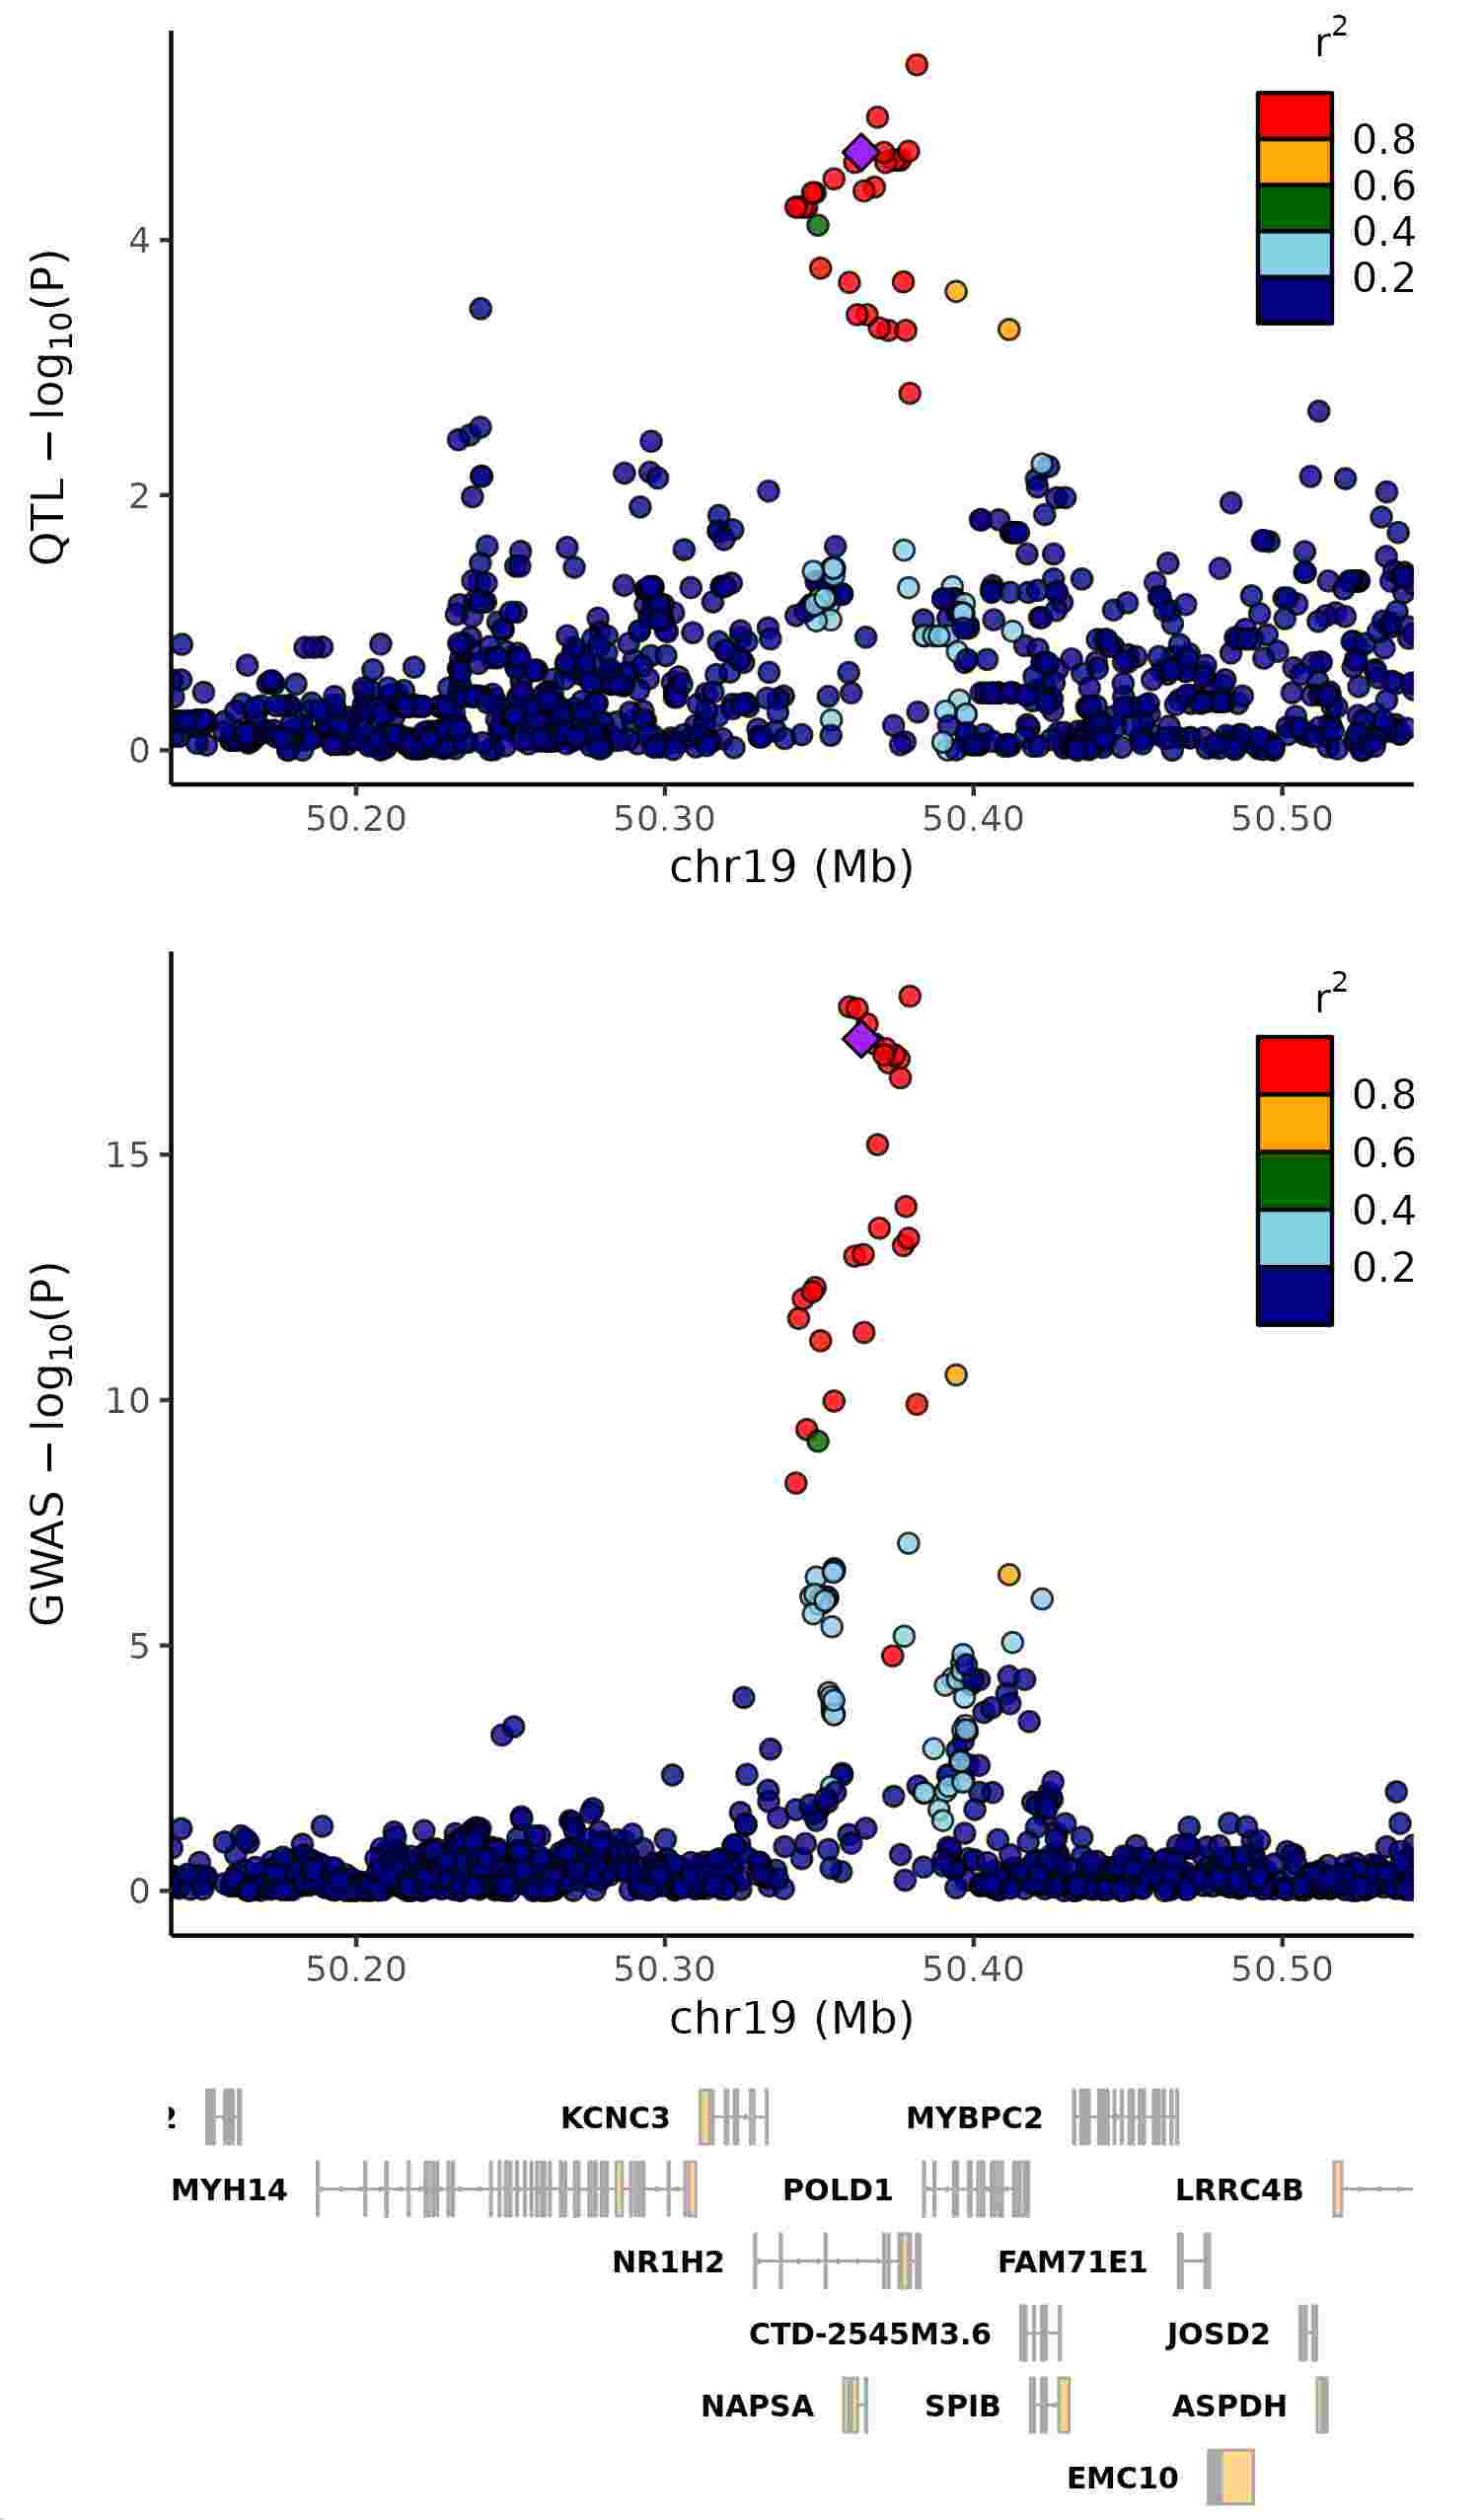 r2
0.8
0.6
0.4
0.2
QTL −log10(P)
4
2
0
50.20 50.30 50.40 50.50
chr19 (Mb)
r2
0.8
0.6
0.4
0.2
GWAS −log10(P)
15
10
5
0
50.20 50.30 50.40 50.50
chr19 (Mb)
KCNC3 MYBPC2
MYH14 POLD1 LRRC4B
NR1H2 FAM71E1
CTD-2545M3.6 JOSD2
NAPSA SPIB ASPDH
EMC10